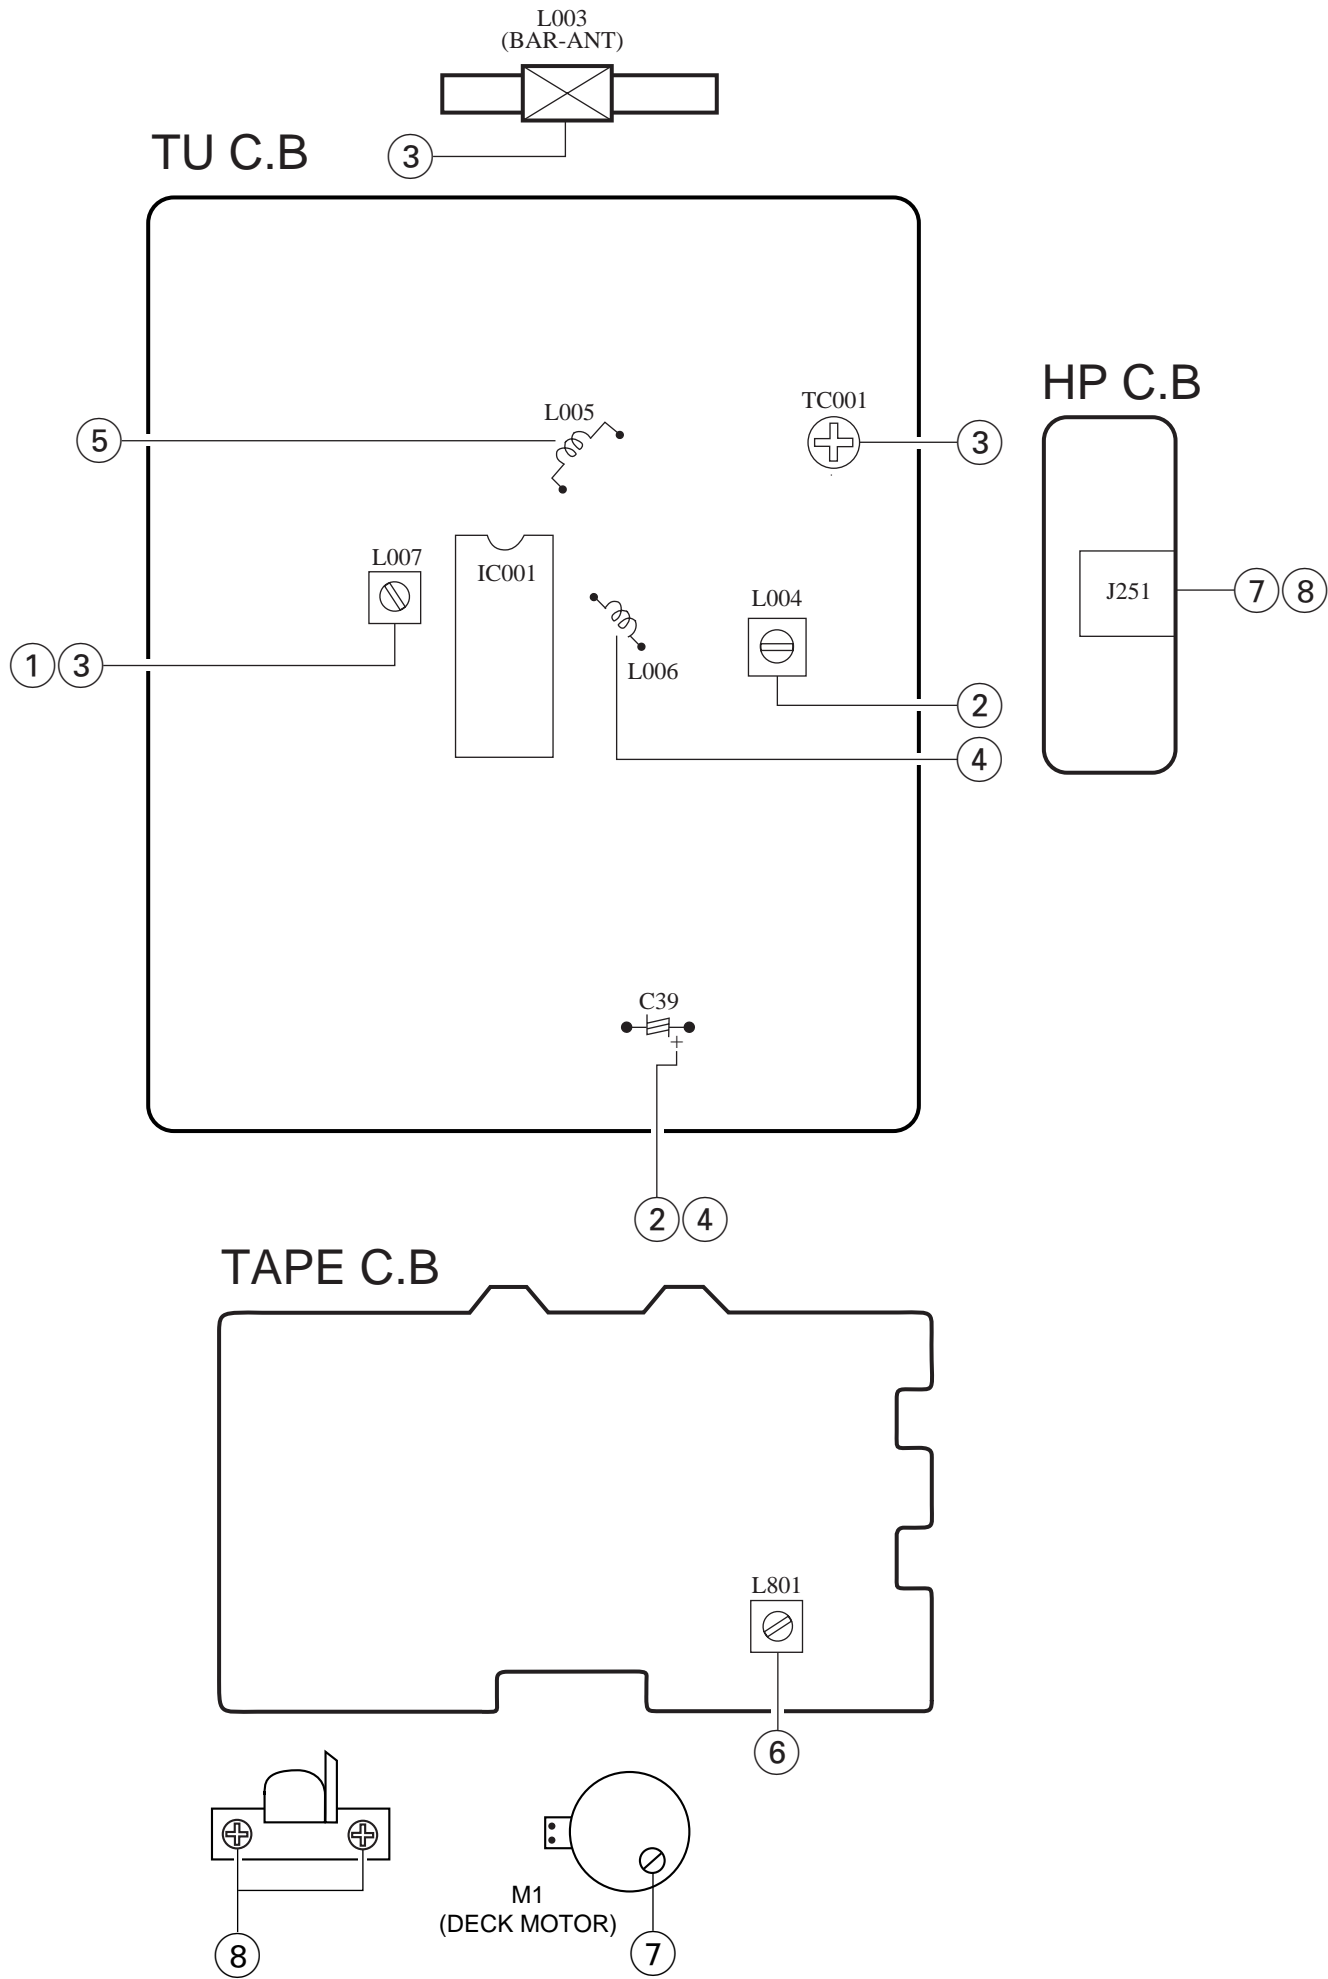 L003
(BAR-ANT)
TU C.B
3
HP C.B
L005
TC001
5
3
L007
IC001
L004
J251
7 8
1 3
L006
2
4
C39
+
2 4
TAPE C.B
L801
6
M1
(DECK MOTOR)
8
7